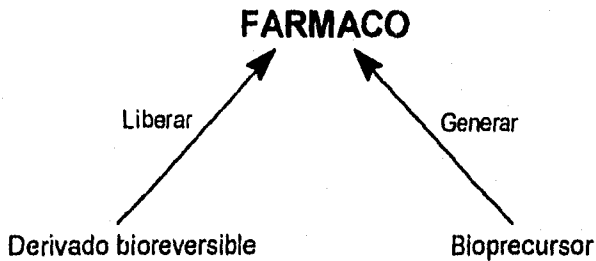 FARMACO
Liberar
Generar
Derivado bioreversible
Bioprecursor